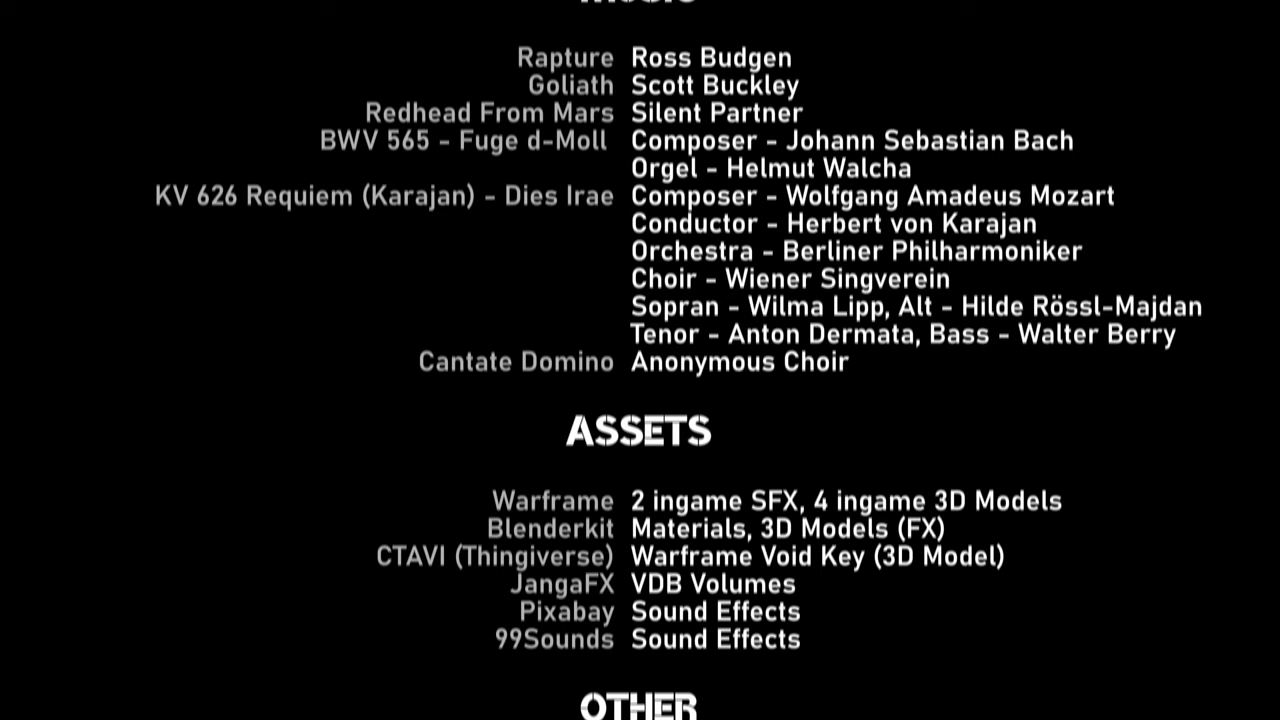 MUSIC
Rapture Ross Budgen
Goliath Scott Buckley
Redhead From Mars Silent Partner
BWV 565 - Fuge d-Moll Composer - Johann Sebastian Bach
Orgel - Helmut Walcha
KV 626 Requiem (Karajan) - Dies Irae Composer - Wolfgang Amadeus Mozart
Conductor - Herbert von Karajan
Orchestra - Berliner Philharmoniker
Choir - Wiener Singverein
Sopran - Wilma Lipp, Alt - Hilde Rössl-Majdan
Tenor - Anton Dermata, Bass - Walter Berry
Cantate Domino Anonymous Choir
ASSETS
Warframe 2 ingame SFX, 4 ingame 3D Models
Blenderkit Materials, 3D Models (FX)
CTAVI (Thingiverse) Warframe Void Key (3D Model)
JangaFX VDB Volumes
Pixabay Sound Effects
99Sounds Sound Effects
OTHER